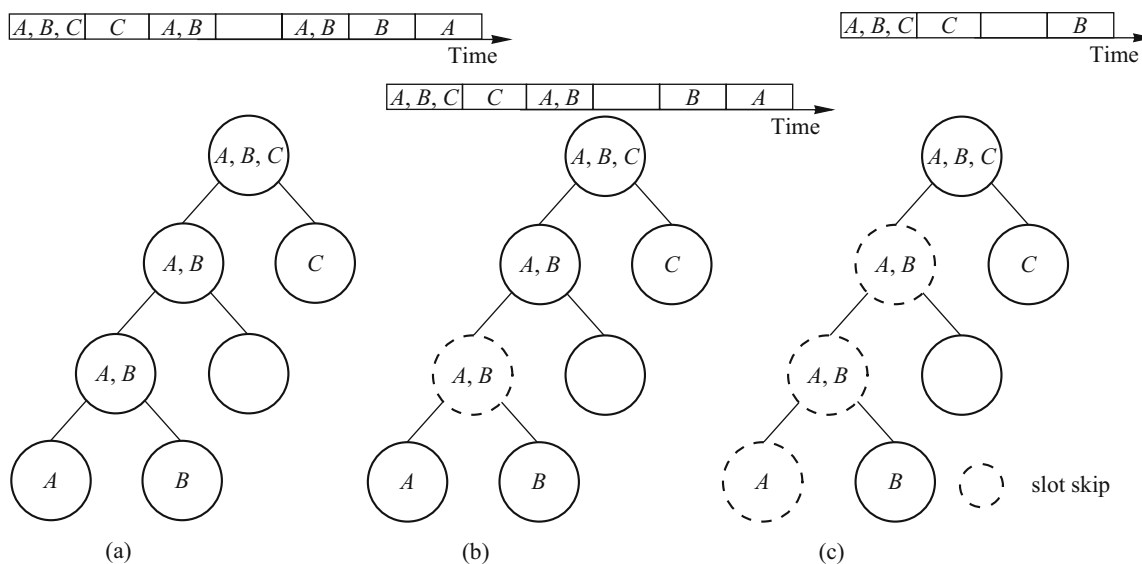 A, B, C C A, B A, B B A
Time
A, B, C C B
Time
A, B, C C A, B B A
Time
A, B, C A, B, C A, B, C
A, B C A, B C A, B C
A, B A, B A, B
A B A B A B slot skip
(a) (b) (c)